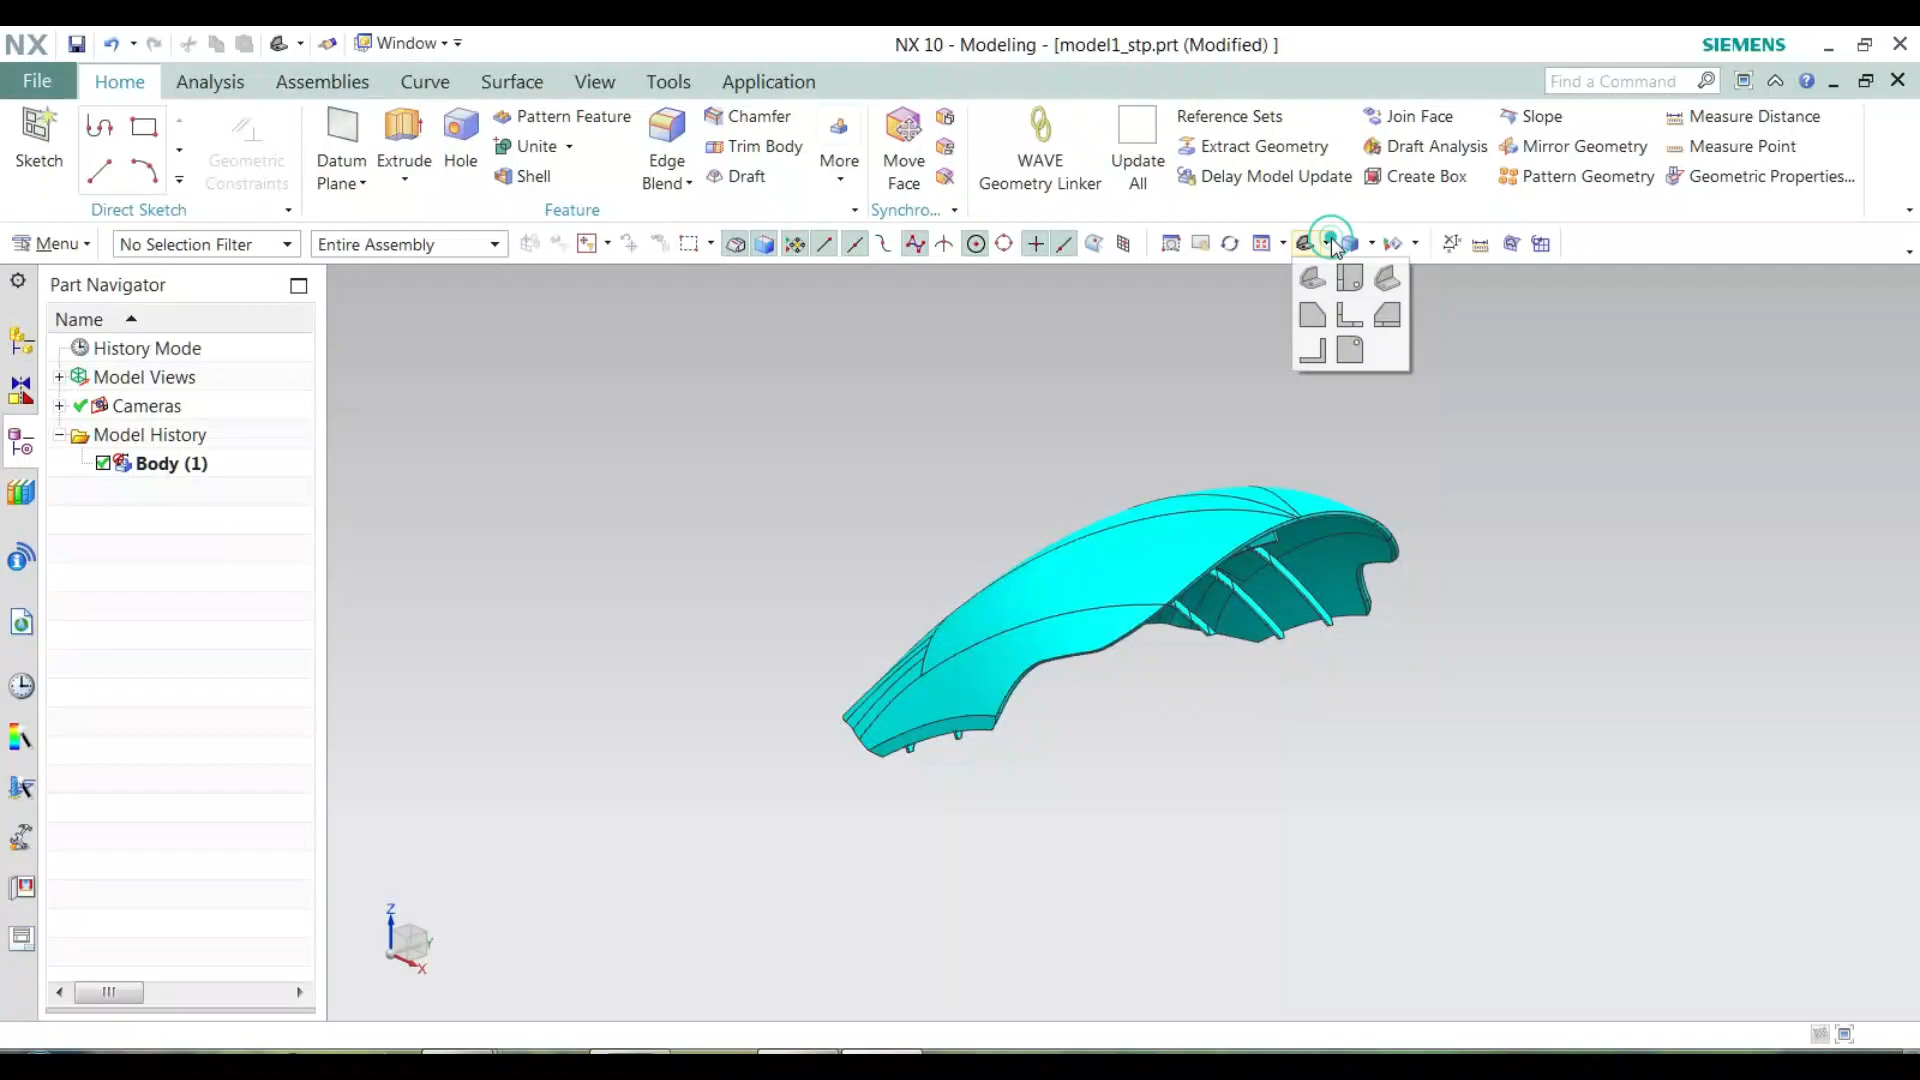 NX
Window
NX 10 - Modeling - [model1_stp.prt (Modified) ]
SIEMENS
File
Home
Analysis
Assemblies
Curve
Surface
View
Tools
Application
Find a Command
Sketch
Geometric
Constraints
Direct Sketch
Datum
Plane
Extrude
Hole
Pattern Feature
Unite
Shell
Edge
Blend
Chamfer
Trim Body
Draft
More
Feature
Move
Face
Synchro...
WAVE
Geometry Linker
Update
All
Reference Sets
Extract Geometry
Delay Model Update
Join Face
Draft Analysis
Create Box
Slope
Mirror Geometry
Pattern Geometry
Measure Distance
Measure Point
Geometric Properties...
Menu
No Selection Filter
Entire Assembly
Part Navigator
Name
History Mode
Model Views
Cameras
Model History
Body (1)
Z
Y
X